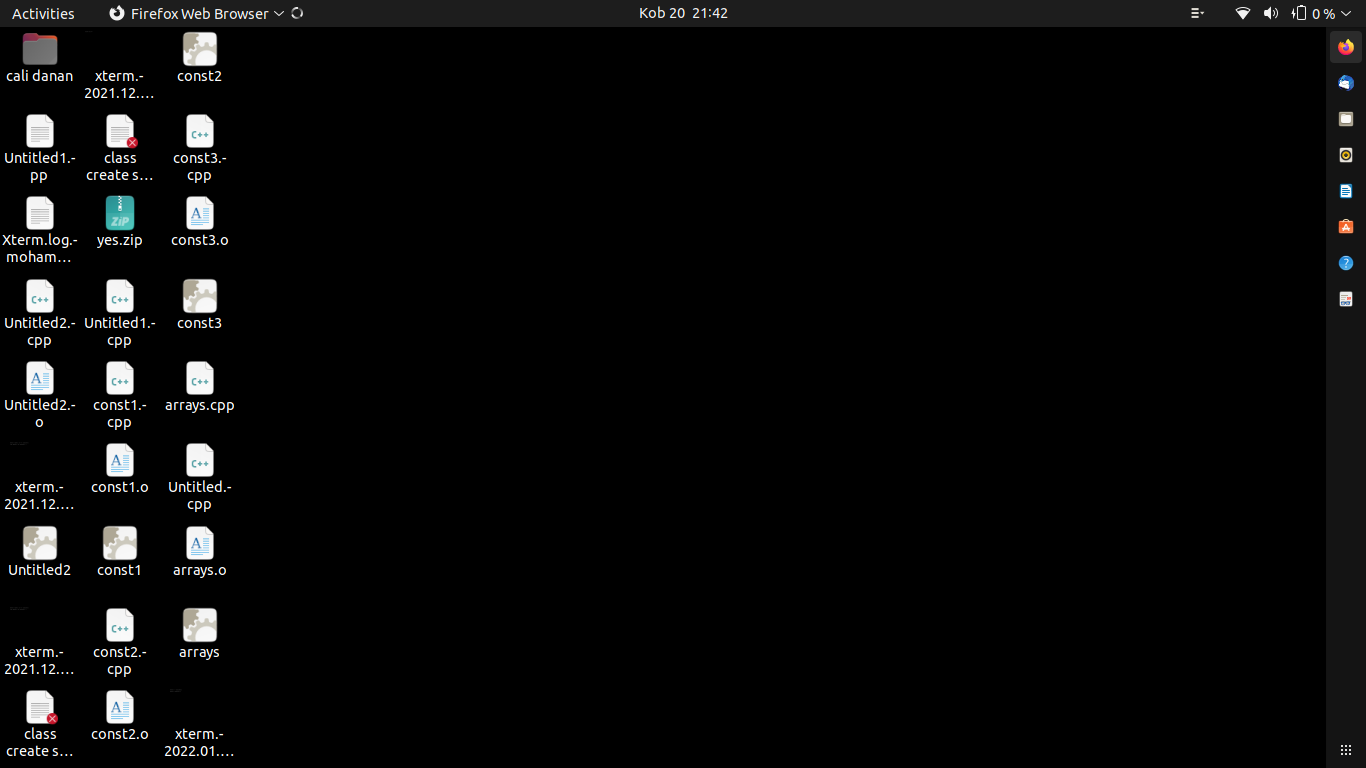 Activities
Firefox Web Browser
Kob 20 21:42
0 %
cali danan
xterm.-
2021.12.…
const2
Untitled1.-
pp
class
create s…
const3.-
cpp
Xterm.log.-
moham…
yes.zip
const3.o
Untitled2.-
cpp
Untitled1.-
cpp
const3
Untitled2.-
o
const1.-
cpp
arrays.cpp
xterm.-
2021.12.…
const1.o
Untitled.-
cpp
Untitled2
const1
arrays.o
xterm.-
2021.12.…
const2.-
cpp
arrays
class
create s…
const2.o
xterm.-
2022.01.…